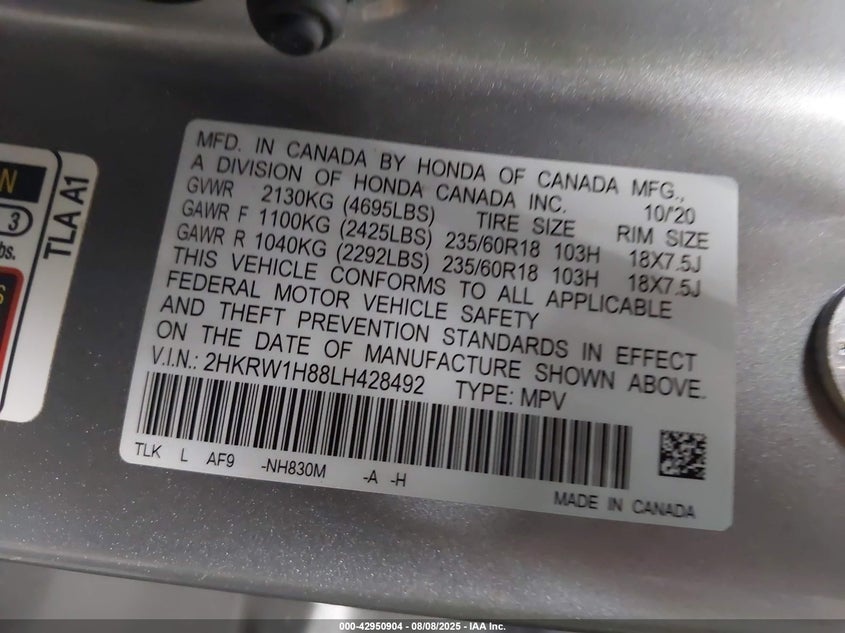 N
3
bs.
S
TLA A1
MFD. IN CANADA BY HONDA OF CANADA MFG.,
A DIVISION OF HONDA CANADA INC. 10/20
GVWR 2130KG (4695LBS) TIRE SIZE RIM SIZE
GAWR F 1100KG (2425LBS) 235/60R18 103H 18X7.5J
GAWR R 1040KG (2292LBS) 235/60R18 103H 18X7.5J
THIS VEHICLE CONFORMS TO ALL APPLICABLE
FEDERAL MOTOR VEHICLE SAFETY
AND THEFT PREVENTION STANDARDS IN EFFECT
ON THE DATE OF MANUFACTURE SHOWN ABOVE.
V.I.N.: 2HKRW1H88LH428492 TYPE: MPV
TLK L AF9 -NH830M -A -H
MADE IN CANADA
000-42950904 - 08/08/2025 - IAA Inc.